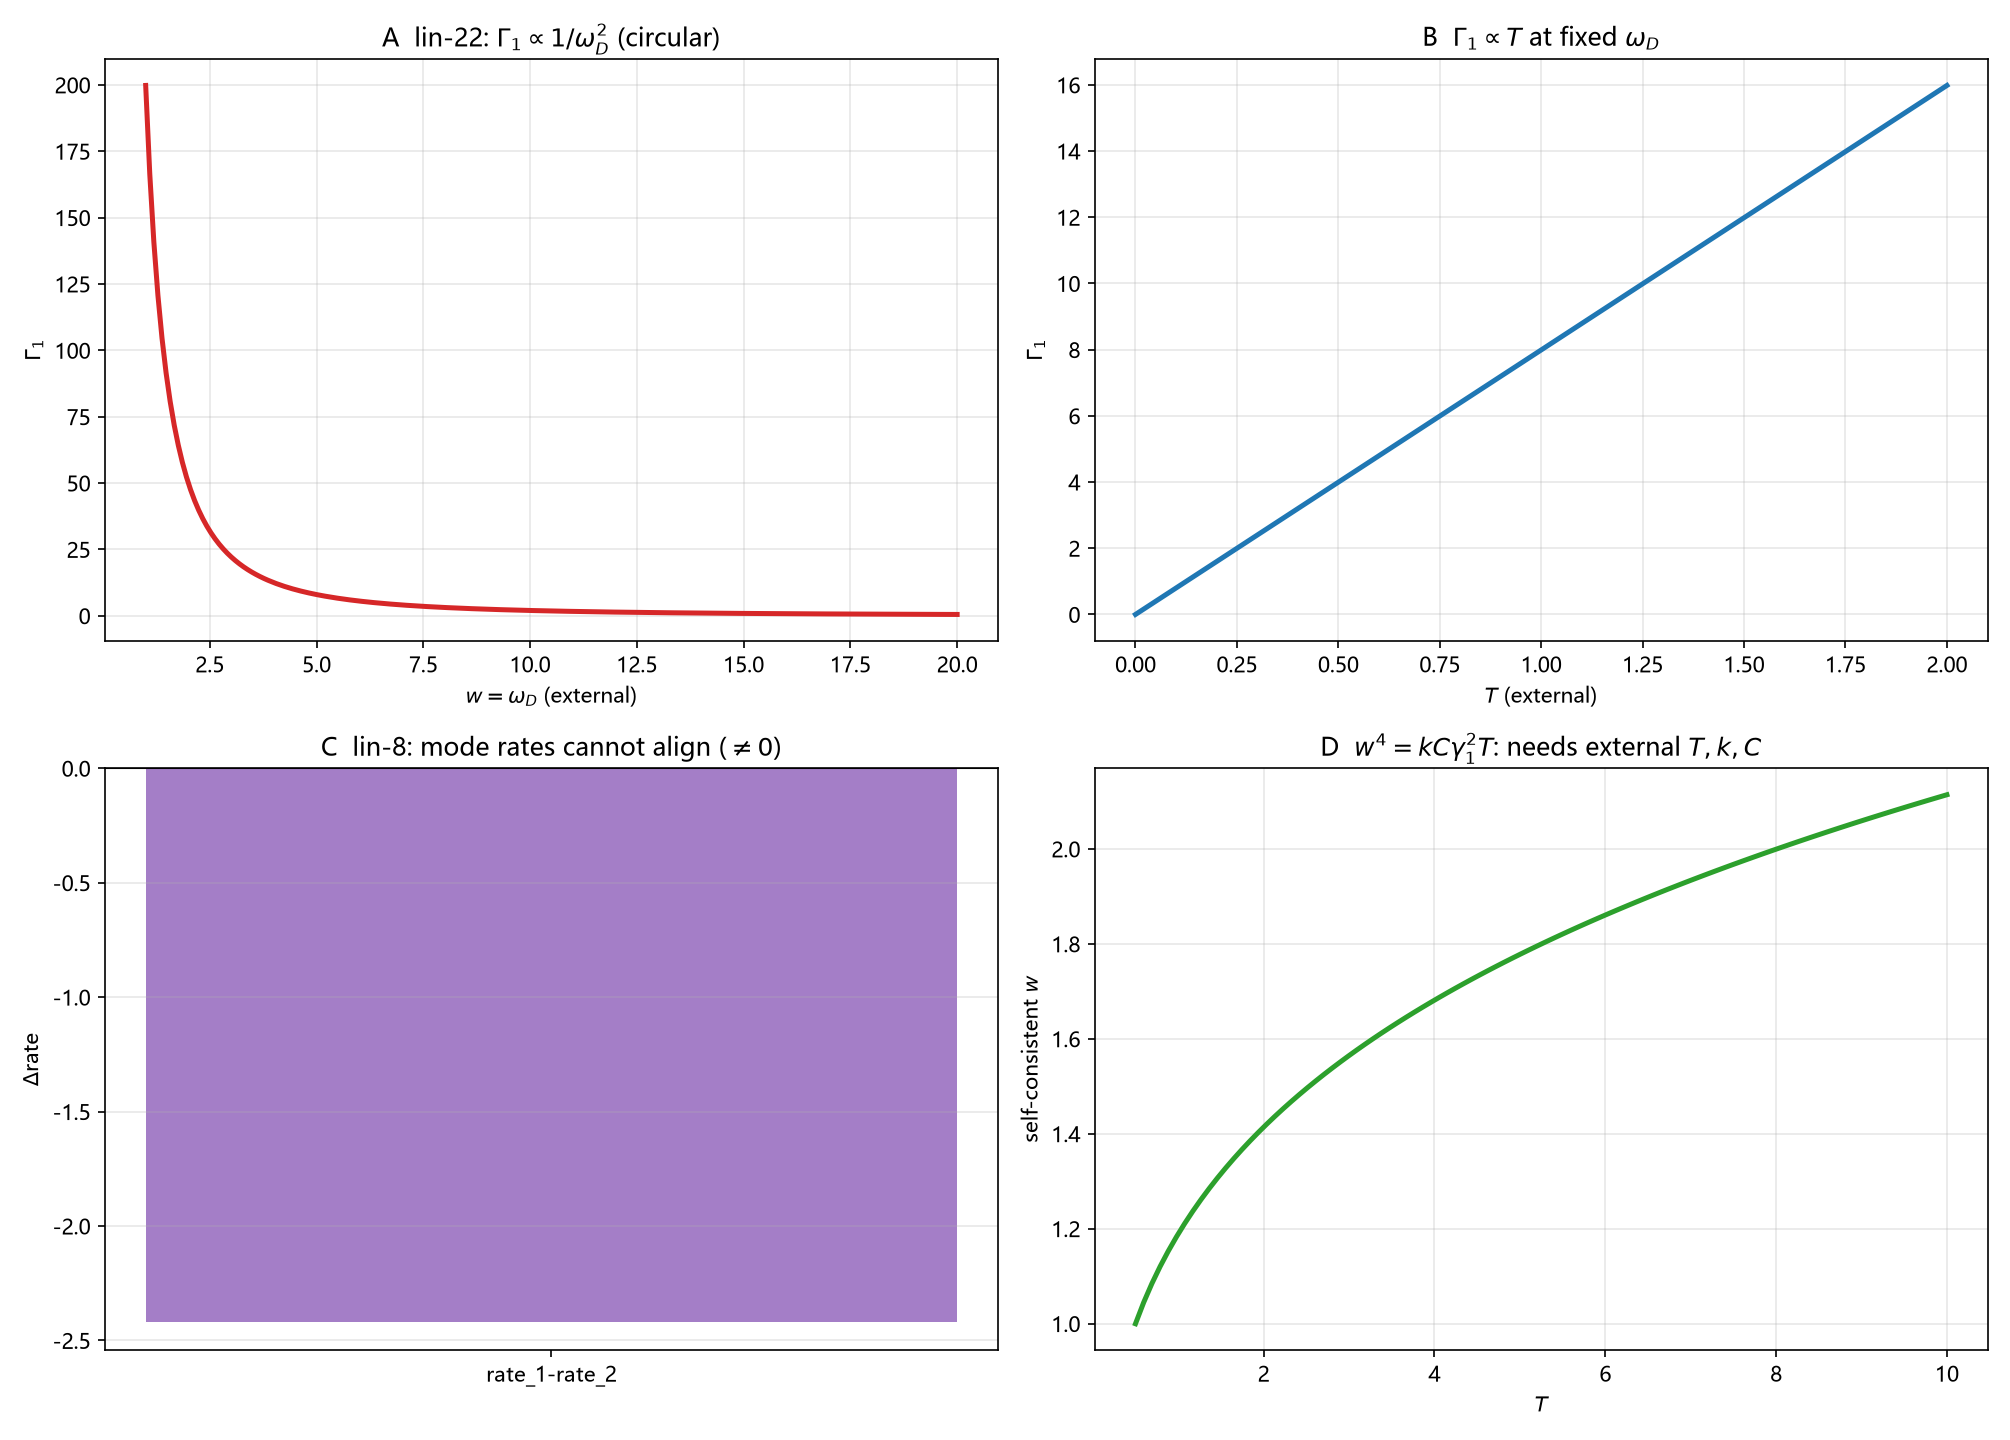 A lin-22: Γ₁ ∝ 1/ω_D² (circular)
200
175
150
125
100
75
50
25
0
Γ₁
2.5 5.0 7.5 10.0 12.5 15.0 17.5 20.0
w = ω_D (external)
B Γ₁ ∝ T at fixed ω_D
16
14
12
10
8
6
4
2
0
Γ₁
0.00 0.25 0.50 0.75 1.00 1.25 1.50 1.75 2.00
T (external)
C lin-8: mode rates cannot align (≠ 0)
0.0
-0.5
-1.0
-1.5
-2.0
-2.5
Δrate
rate_1-rate_2
D w⁴ = kCγ₁²T: needs external T, k, C
2.0
1.8
1.6
1.4
1.2
1.0
self-consistent w
2 4 6 8 10
T